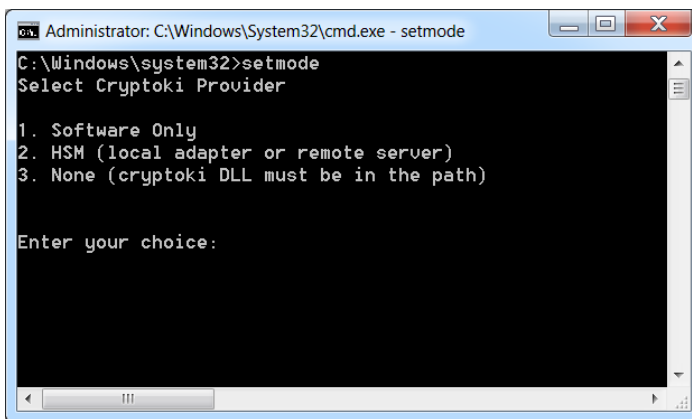 Administrator: C:\Windows\System32\cmd.exe - setmode
C:\Windows\system32>setmode
Select Cryptoki Provider
1. Software Only
2. HSM (local adapter or remote server)
3. None (cryptoki DLL must be in the path)
Enter your choice: